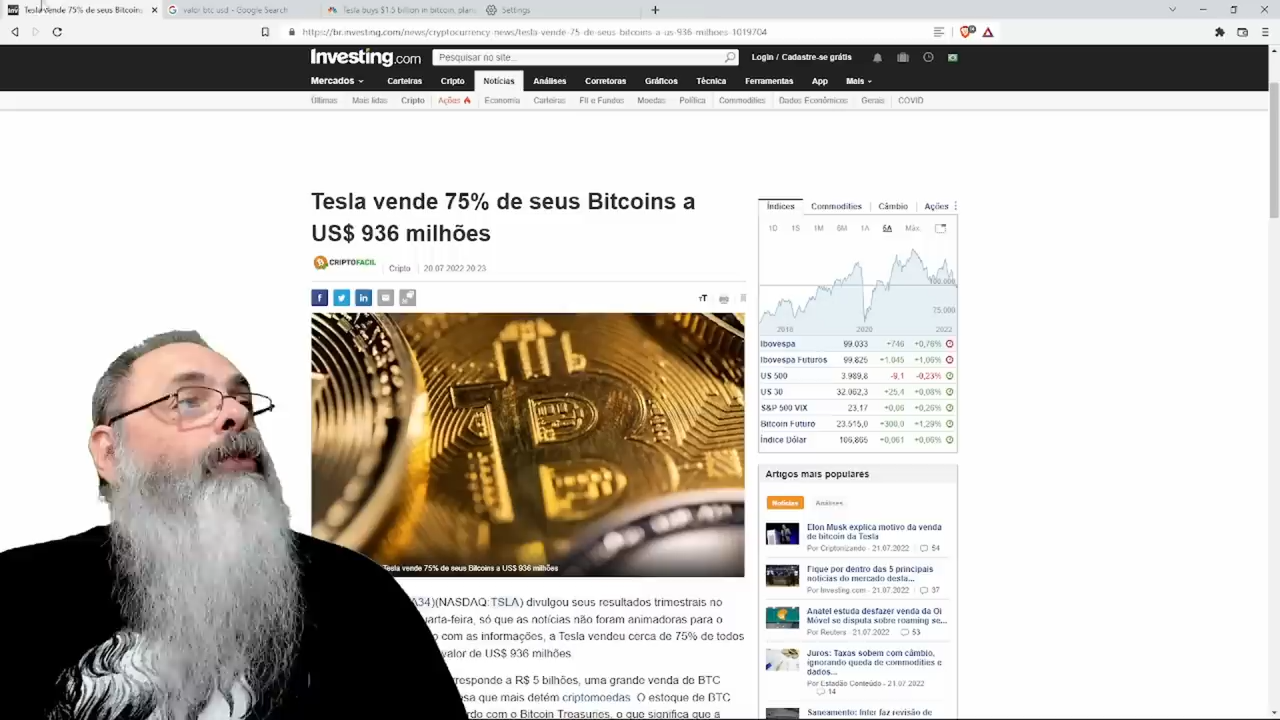 Tesla vende 75% de seus Bitcoins
valor btc usd - Google Search
Tesla buys $1.5 billion in bitcoin, plans
Settings
https://br.investing.com/news/cryptocurrency-news/tesla-vende-75-de-seus-bitcoins-a-us-936-milhoes-1019704
Investing.com
Pesquisar no site...
Login / Cadastre-se grátis
Mercados Carteiras Cripto Notícias Análises Corretoras Gráficos Técnica Ferramentas App Mais
Últimas Mais lidas Cripto Ações Economia Carteiras FII e Fundos Moedas Política Commodities Dados Econômicos Gerais COVID
Tesla vende 75% de seus Bitcoins a
US$ 936 milhões
CRIPTOFACIL Cripto 20.07.2022 20:23
Tesla vende 75% de seus Bitcoins a US$ 936 milhões
A34)(NASDAQ:TSLA) divulgou seus resultados trimestrais no
uarta-feira, só que as notícias não foram animadoras para o
o com as informações, a Tesla vendeu cerca de 75% de todos
valor de US$ 936 milhões
responde a R$ 5 bilhões, uma grande venda de BTC
sa que mais detém criptomoedas. O estoque de BTC
rdo com o Bitcoin Treasuries, o que significa que a
Índices Commodities Câmbio Ações
1D 1S 1M 6M 1A 5A Máx.
100.000
75,000
2018 2020 2022
Ibovespa 99.033 +746 +0,76%
Ibovespa Futuros 99.825 +1.045 +1,06%
US 500 3.989,8 -9,1 -0,23%
US 30 32.062,3 +25,4 +0,08%
S&P 500 VIX 23,17 +0,06 +0,26%
Bitcoin Futuro 23.515,0 +300,0 +1,29%
Índice Dólar 106,865 +0,061 +0,06%
Artigos mais populares
Notícias Análises
Elon Musk explica motivo da venda
de bitcoin da Tesla
Por Criptonizando - 21.07.2022 54
Fique por dentro das 5 principais
notícias do mercado desta...
Por Investing.com - 21.07.2022 37
Anatel estuda desfazer venda da Oi
Móvel se disputa sobre roaming se...
Por Reuters - 21.07.2022 53
Juros: Taxas sobem com câmbio,
ignorando queda de commodities e
dados...
Por Estadão Conteúdo - 21.07.2022
14
Saneamento: Inter faz revisão de